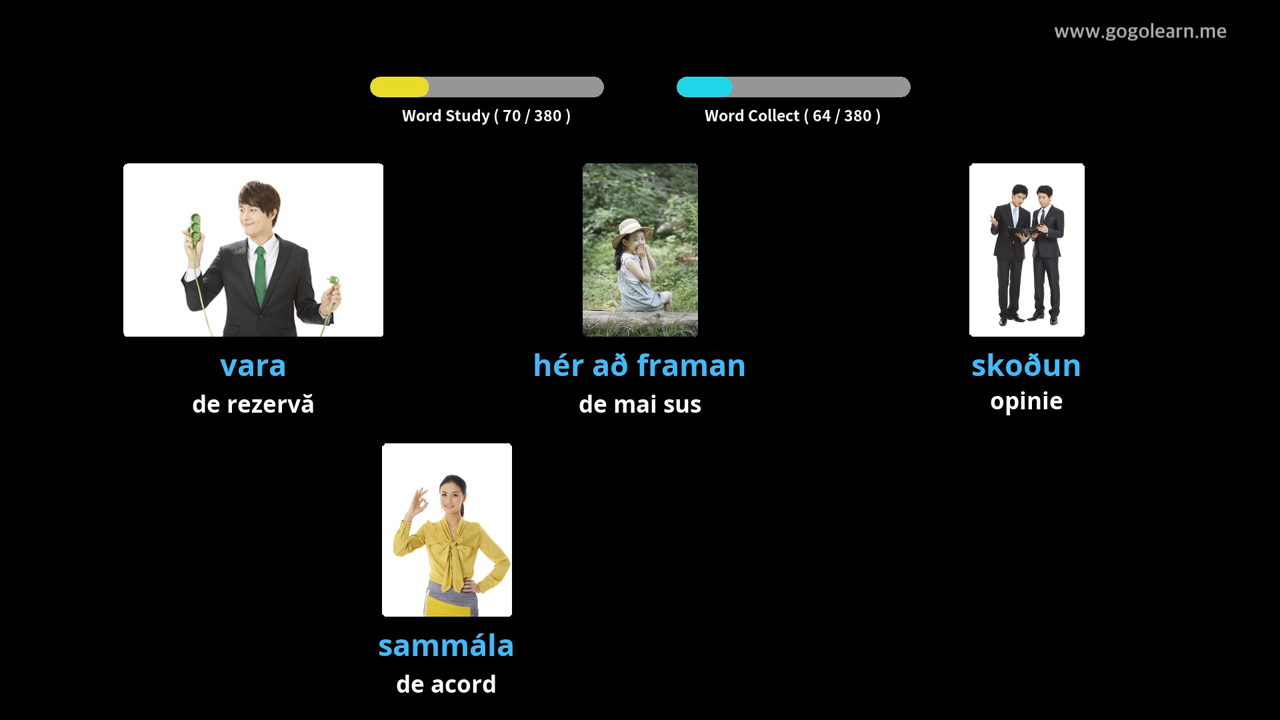 www.gogolearn.me
Word Study ( 70 / 380 )
Word Collect ( 64 / 380 )
vara
de rezervă
hér að framan
de mai sus
skoðun
opinie
sammála
de acord